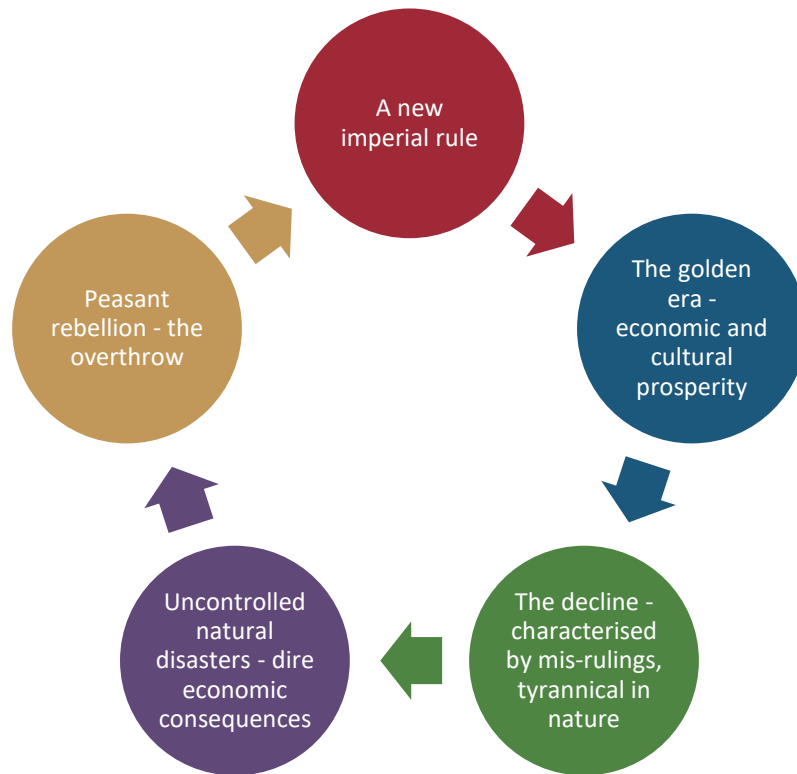 A new
imperial rule
The golden
era -
economic and
cultural
prosperity
The decline -
characterised
by mis-rulings,
tyrannical in
nature
Uncontrolled
natural
disasters - dire
economic
consequences
Peasant
rebellion - the
overthrow